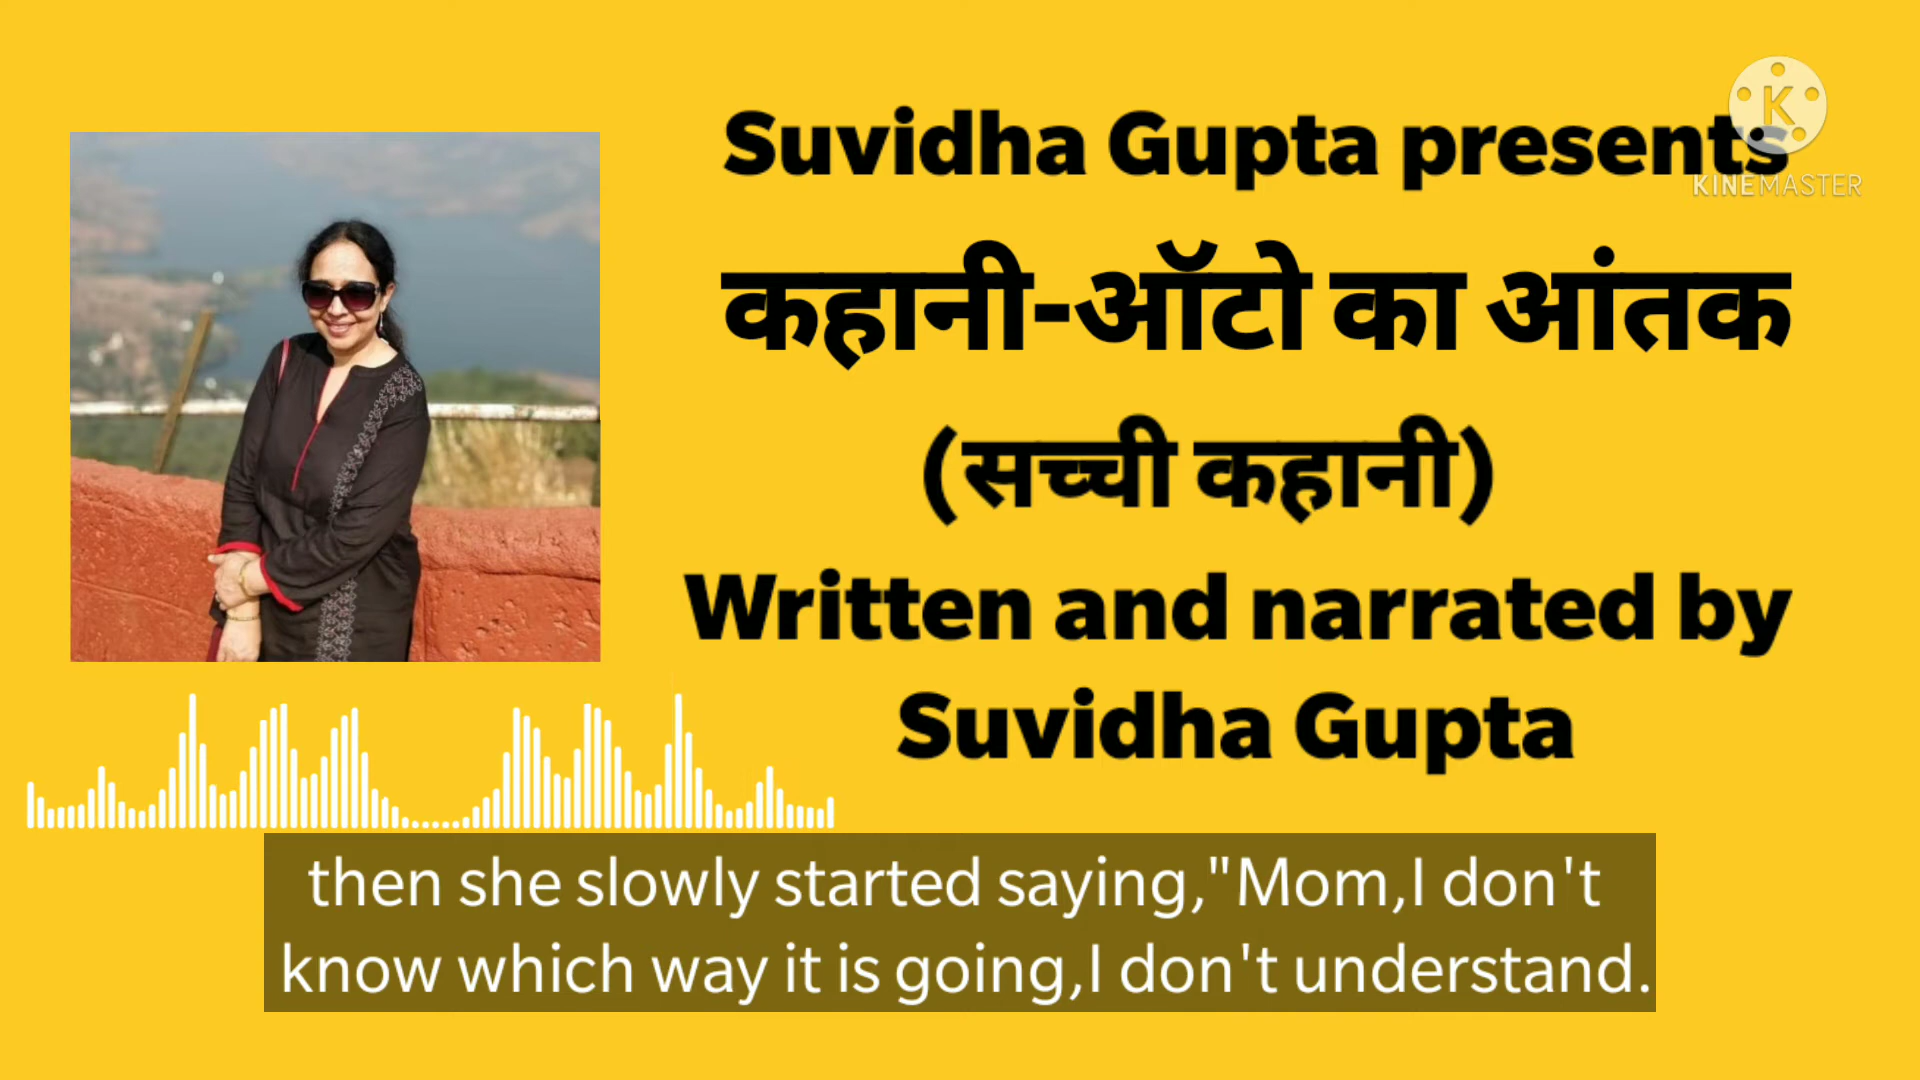 Suvidha Gupta presents
K
KINEMASTER
कहानी-ऑटो का आंतक
(सच्ची कहानी)
Written and narrated by
Suvidha Gupta
then she slowly started saying,"Mom,I don't
know which way it is going,I don't understand.